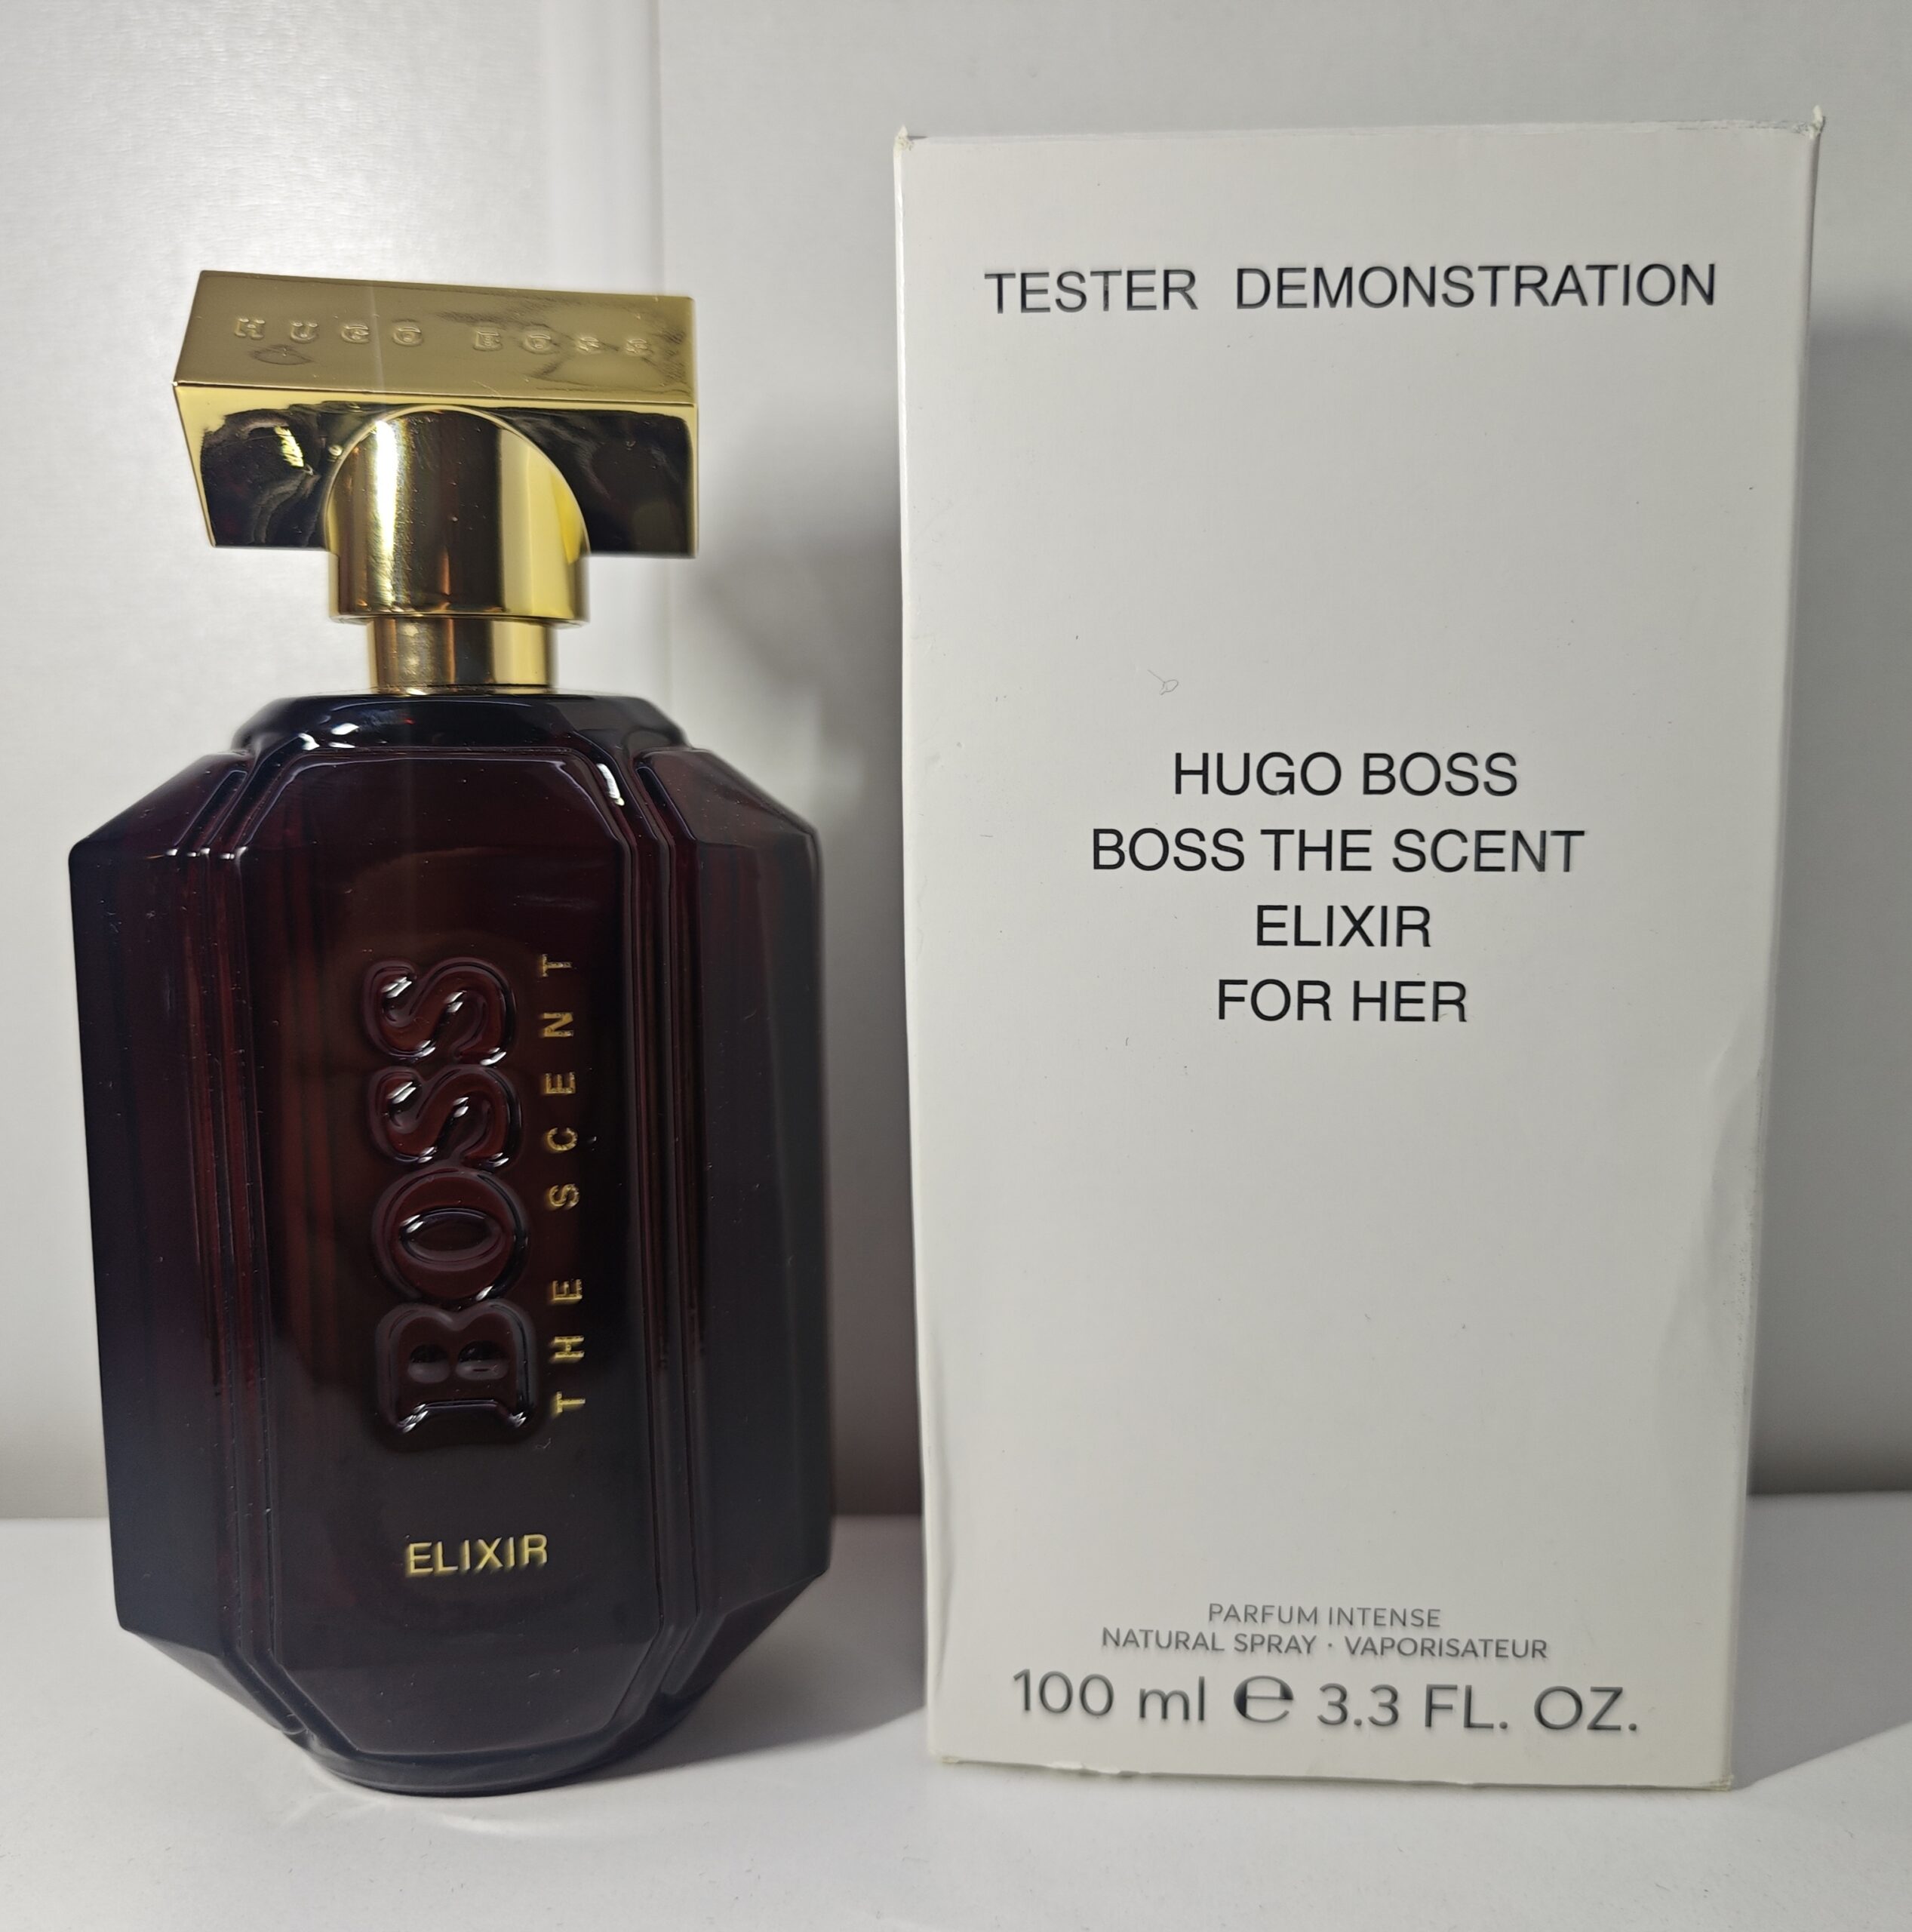 HUGO BOSS
BOSS
THE SCENT
ELIXIR
TESTER DEMONSTRATION
HUGO BOSS
BOSS THE SCENT
ELIXIR
FOR HER
PARFUM INTENSE
NATURAL SPRAY · VAPORISATEUR
100 ml ℮ 3.3 FL. OZ.